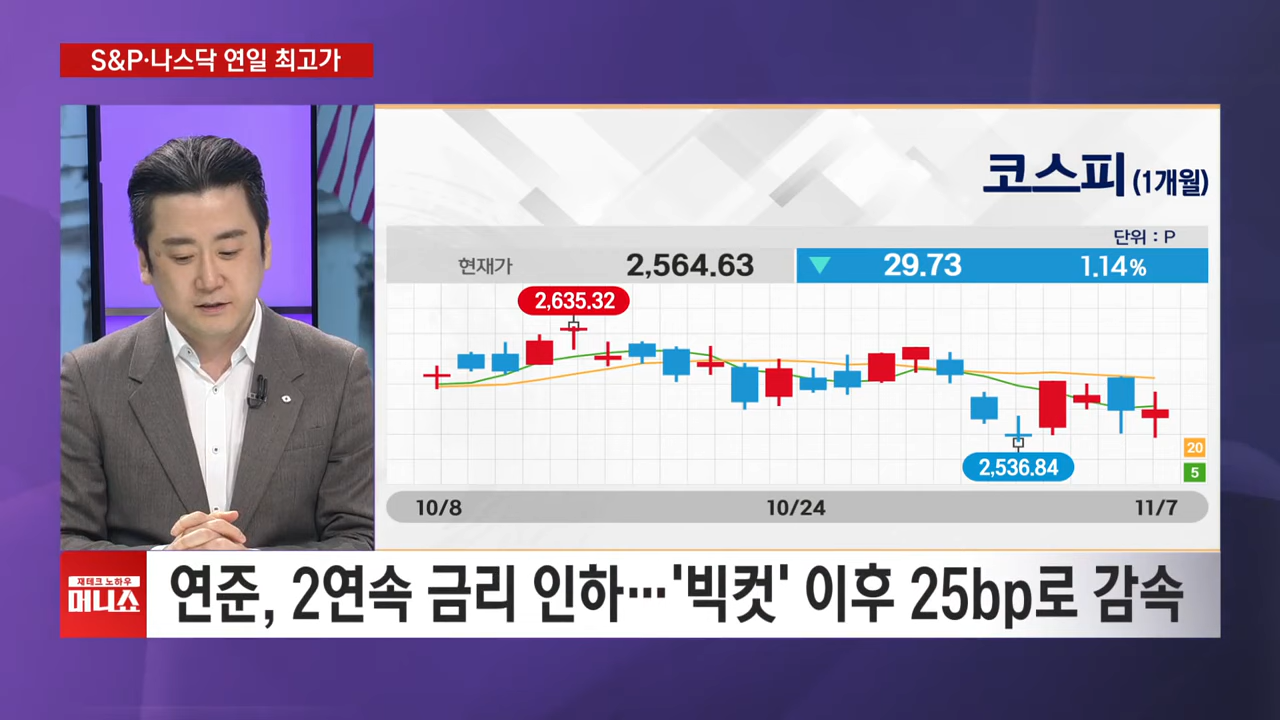 S&P·나스닥 연일 최고가
코스피 (1개월)
단위 : P
현재가 2,564.63 ▼ 29.73 1.14%
2,635.32
2,536.84
20
5
10/8 10/24 11/7
재테크 노하우
머니쇼
연준, 2연속 금리 인하…'빅컷' 이후 25bp로 감속